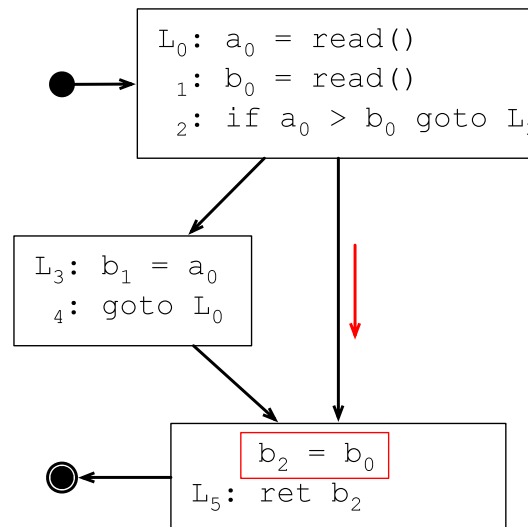 L₀: a₀ = read()
₁: b₀ = read()
₂: if a₀ > b₀ goto L
L₃: b₁ = a₀
₄: goto L₀
b₂ = b₀
L₅: ret b₂